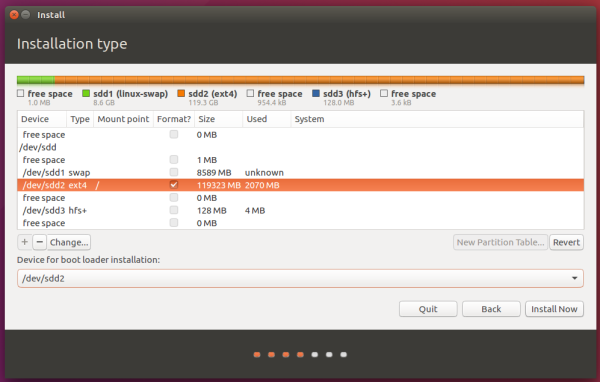 Install
Installation type
free space sdd1 (linux-swap) sdd2 (ext4) free space sdd3 (hfs+) free space
1.0 MB 8.6 GB 119.3 GB 954.4 kB 128.0 MB 3.6 kB
Device Type Mount point Format? Size Used System
free space 0 MB
/dev/sdd
free space 1 MB
/dev/sdd1 swap 8589 MB unknown
/dev/sdd2 ext4 / 119323 MB 2070 MB
free space 0 MB
/dev/sdd3 hfs+ 128 MB 4 MB
free space 0 MB
+ − Change... New Partition Table... Revert
Device for boot loader installation:
/dev/sdd2
Quit Back Install Now